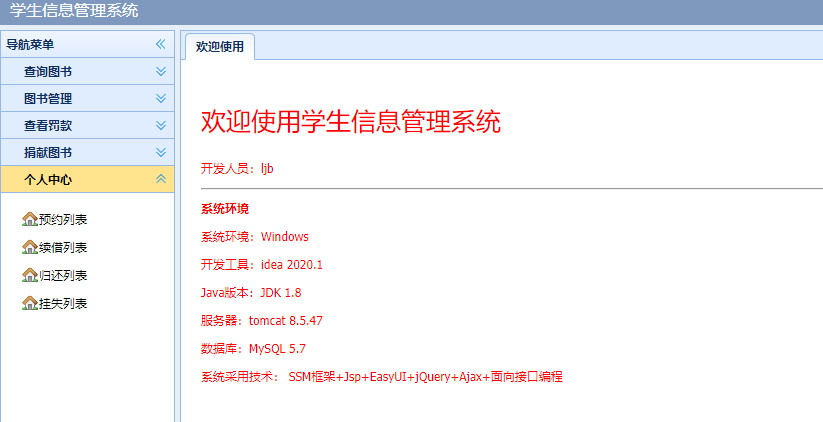 学生信息管理系统
导航菜单
查询图书
图书管理
查看罚款
捐献图书
个人中心
预约列表
续借列表
归还列表
挂失列表
欢迎使用
欢迎使用学生信息管理系统
开发人员：ljb
系统环境
系统环境：Windows
开发工具：idea 2020.1
Java版本：JDK 1.8
服务器：tomcat 8.5.47
数据库：MySQL 5.7
系统采用技术： SSM框架+Jsp+EasyUI+jQuery+Ajax+面向接口编程